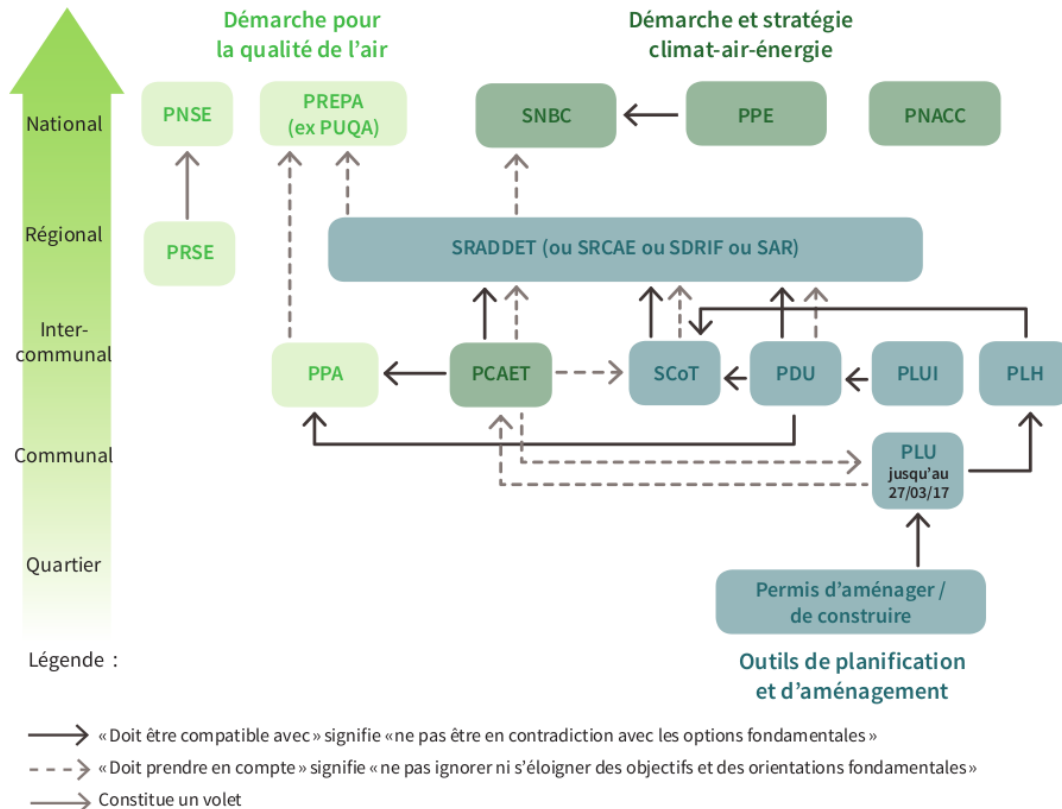 Démarche pour
la qualité de l'air
Démarche et stratégie
climat-air-énergie
National
PNSE
PREPA
(ex PUQA)
SNBC
PPE
PNACC
Régional
PRSE
SRADDET (ou SRCAE ou SDRIF ou SAR)
Inter-
communal
PPA
PCAET
SCoT
PDU
PLUI
PLH
Communal
PLU
jusqu'au
27/03/17
Quartier
Permis d'aménager /
de construire
Légende :
Outils de planification
et d'aménagement
« Doit être compatible avec » signifie « ne pas être en contradiction avec les options fondamentales »
« Doit prendre en compte » signifie « ne pas ignorer ni s'éloigner des objectifs et des orientations fondamentales »
Constitue un volet